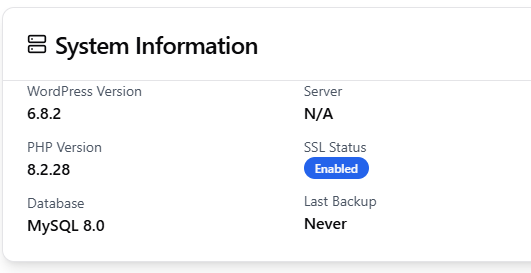 System Information
WordPress Version
6.8.2
Server
N/A
PHP Version
8.2.28
SSL Status
Enabled
Database
MySQL 8.0
Last Backup
Never